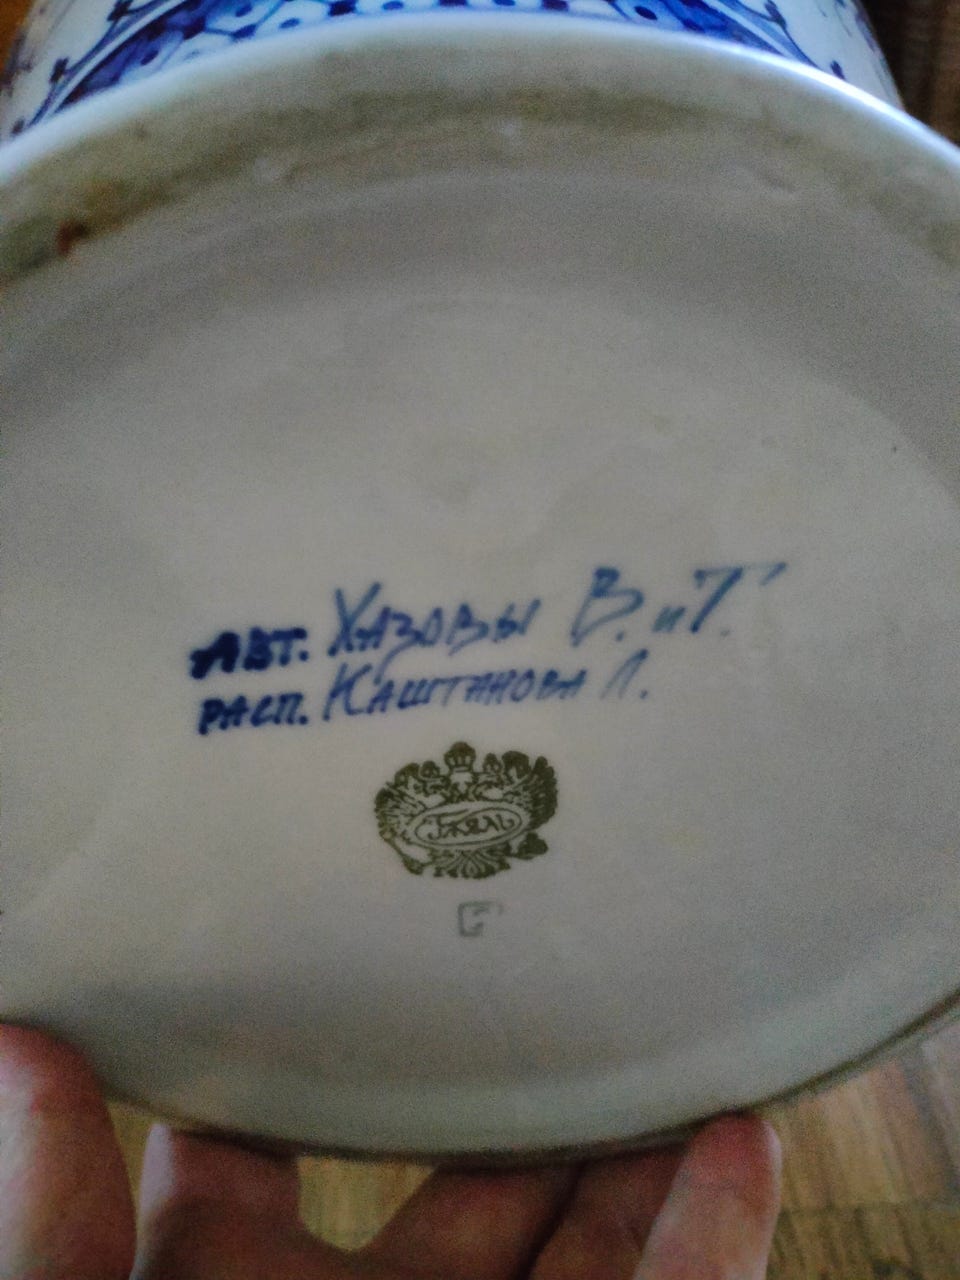 авт. Хазовы В. и Т.
расп. Каштанова Л.
Гжель